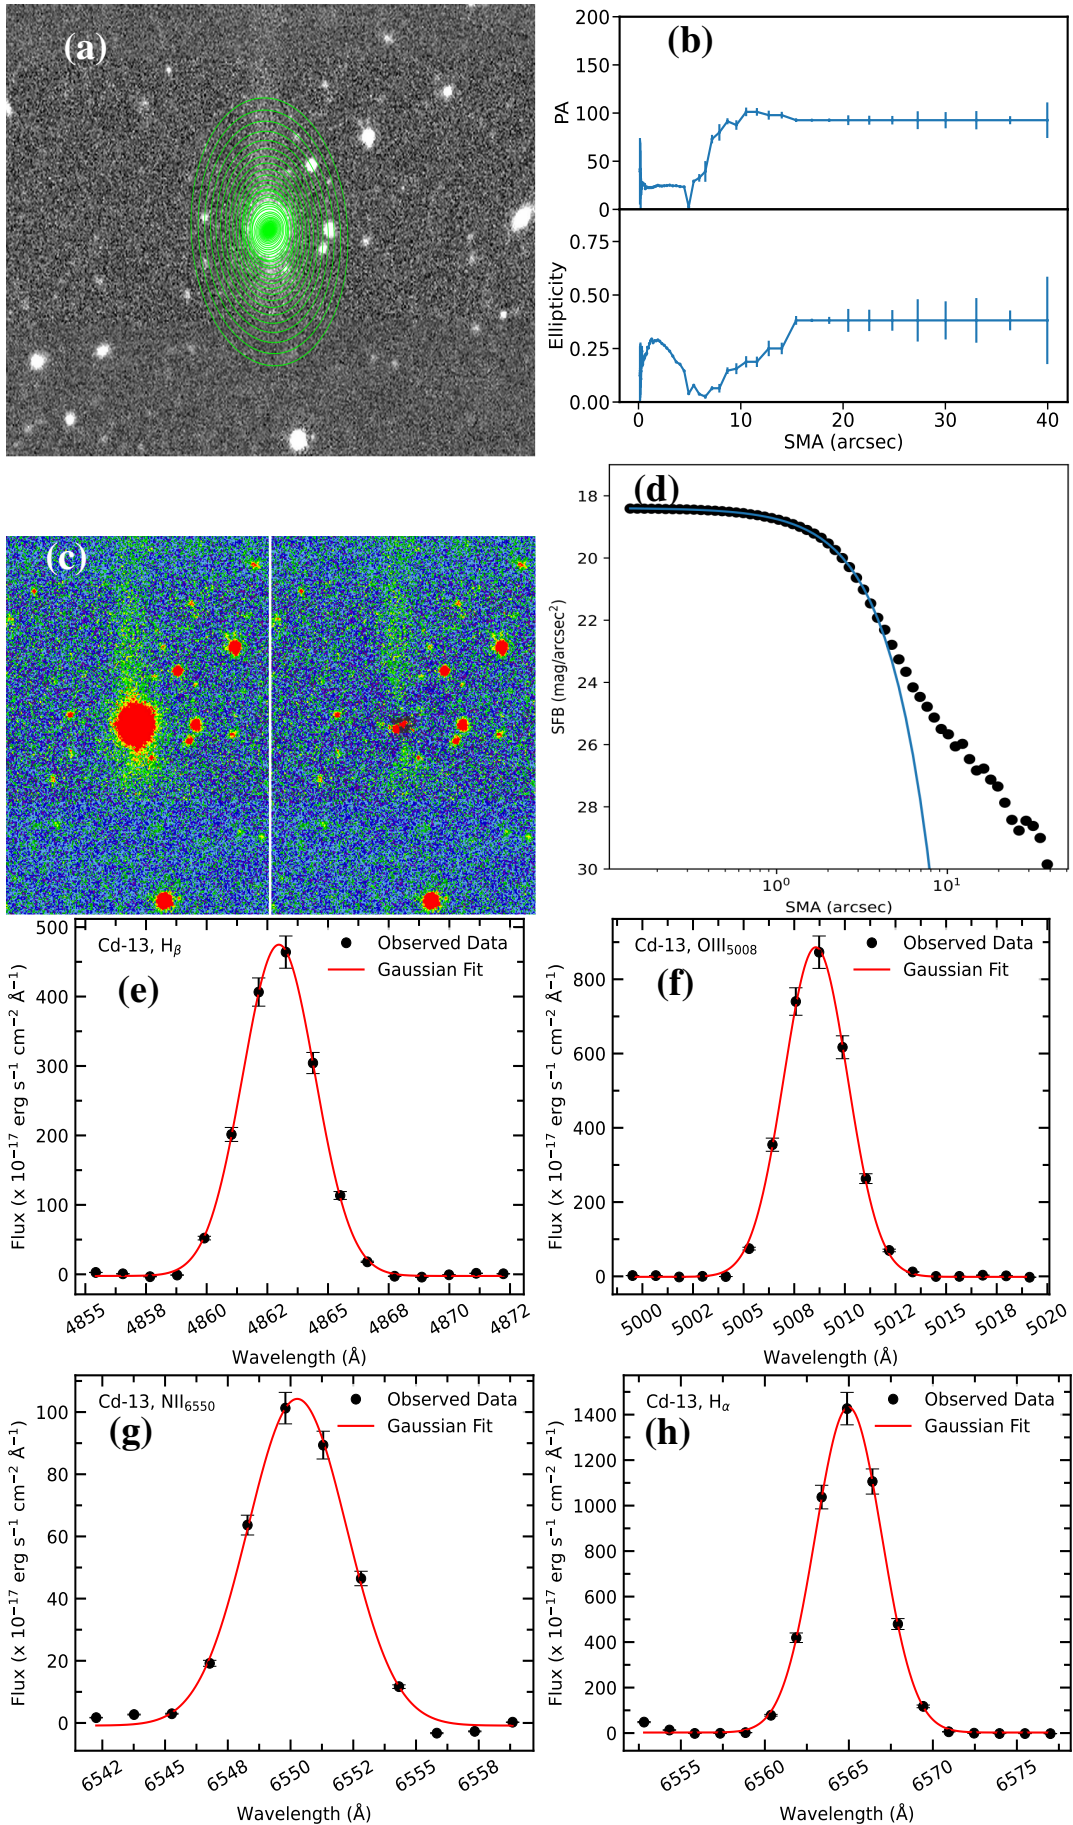 (a)
(b)
200
150
100
50
0
PA
0.75
0.50
0.25
0.00
Ellipticity
0
10
20
30
40
SMA (arcsec)
(c)
(d)
18
20
22
24
26
28
30
SFB (mag/arcsec²)
10⁰
10¹
SMA (arcsec)
(e)
Cd-13, Hᵦ
Observed Data
Gaussian Fit
500
400
300
200
100
0
Flux (x 10⁻¹⁷ erg s⁻¹ cm⁻² Å⁻¹)
4855
4858
4860
4862
4865
4868
4870
4872
Wavelength (Å)
(f)
Cd-13, OIII₅₀₀₈
Observed Data
Gaussian Fit
800
600
400
200
0
Flux (x 10⁻¹⁷ erg s⁻¹ cm⁻² Å⁻¹)
5000
5002
5005
5008
5010
5012
5015
5018
5020
Wavelength (Å)
(g)
Cd-13, NII₆₅₅₀
Observed Data
Gaussian Fit
100
80
60
40
20
0
Flux (x 10⁻¹⁷ erg s⁻¹ cm⁻² Å⁻¹)
6542
6545
6548
6550
6552
6555
6558
Wavelength (Å)
(h)
Cd-13, H_α
Observed Data
Gaussian Fit
1400
1200
1000
800
600
400
200
0
Flux (x 10⁻¹⁷ erg s⁻¹ cm⁻² Å⁻¹)
6555
6560
6565
6570
6575
Wavelength (Å)